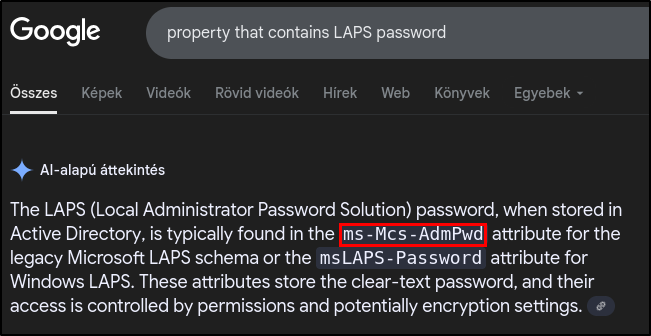 Google
property that contains LAPS password
Összes Képek Videók Rövid videók Hírek Web Könyvek Egyebek
AI-alapú áttekintés
The LAPS (Local Administrator Password Solution) password, when stored in
Active Directory, is typically found in the ms-Mcs-AdmPwd attribute for the
legacy Microsoft LAPS schema or the msLAPS-Password attribute for
Windows LAPS. These attributes store the clear-text password, and their
access is controlled by permissions and potentially encryption settings.